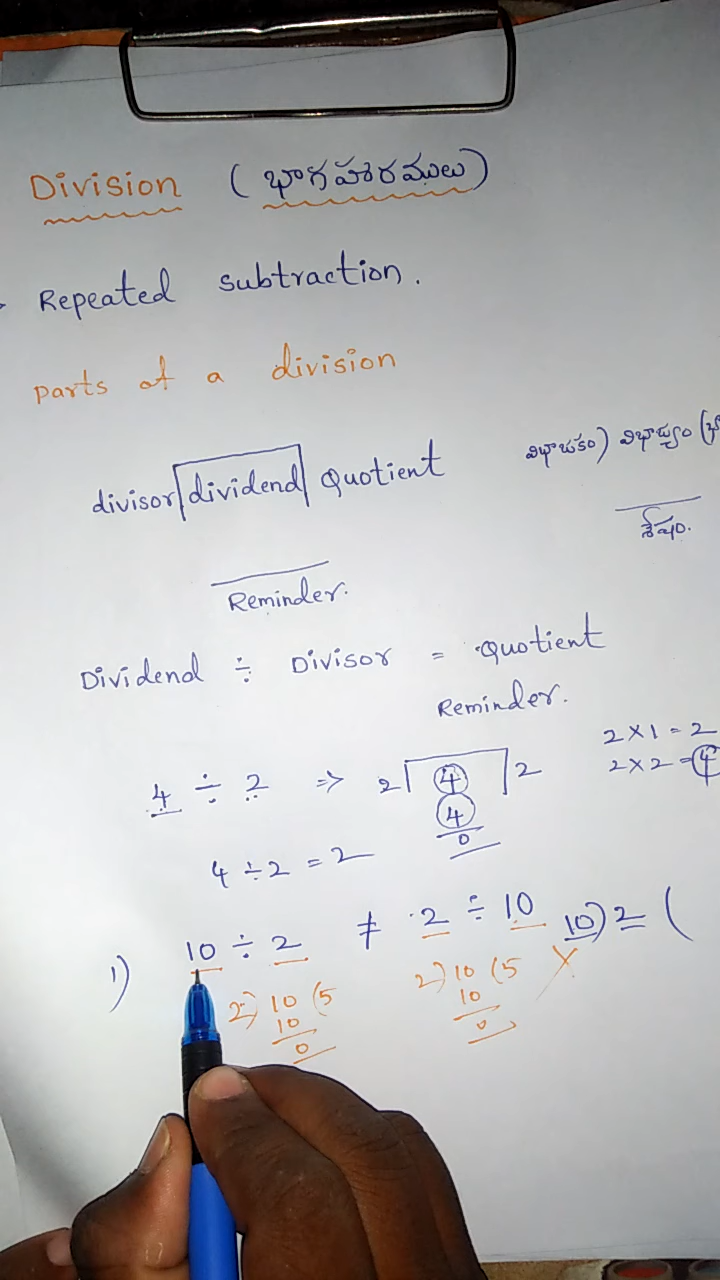 Division (భాగహారములు)
Repeated subtraction.
parts of a division
divisor dividend Quotient
Reminder.
విభాజకం) విభాజ్యం (
శేషం.
Dividend ÷ Divisor = Quotient
Reminder.
4 ÷ 2 ⇒ 2 4 2
4
0
2 × 1 = 2
2 × 2 = 4
4 ÷ 2 = 2
1) 10 ÷ 2 ≠ 2 ÷ 10 10) 2 (
2) 10 (5
10
0
2) 10 (5 X
10
0